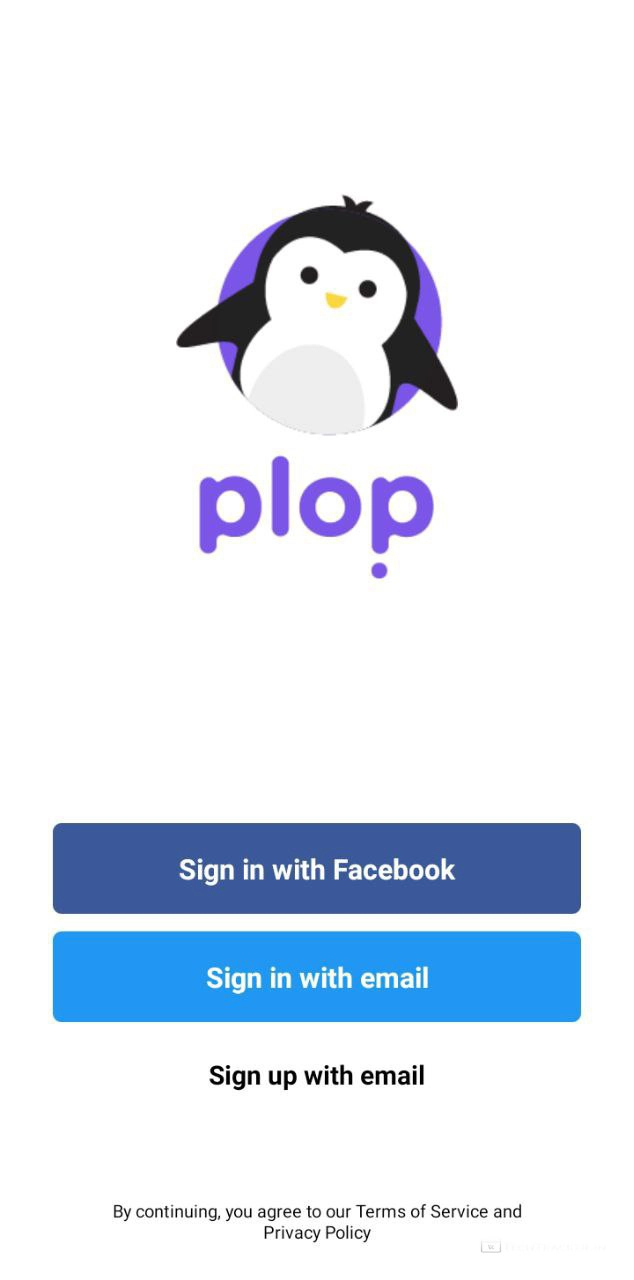 plop
Sign in with Facebook
Sign in with email
Sign up with email
By continuing, you agree to our Terms of Service and
Privacy Policy